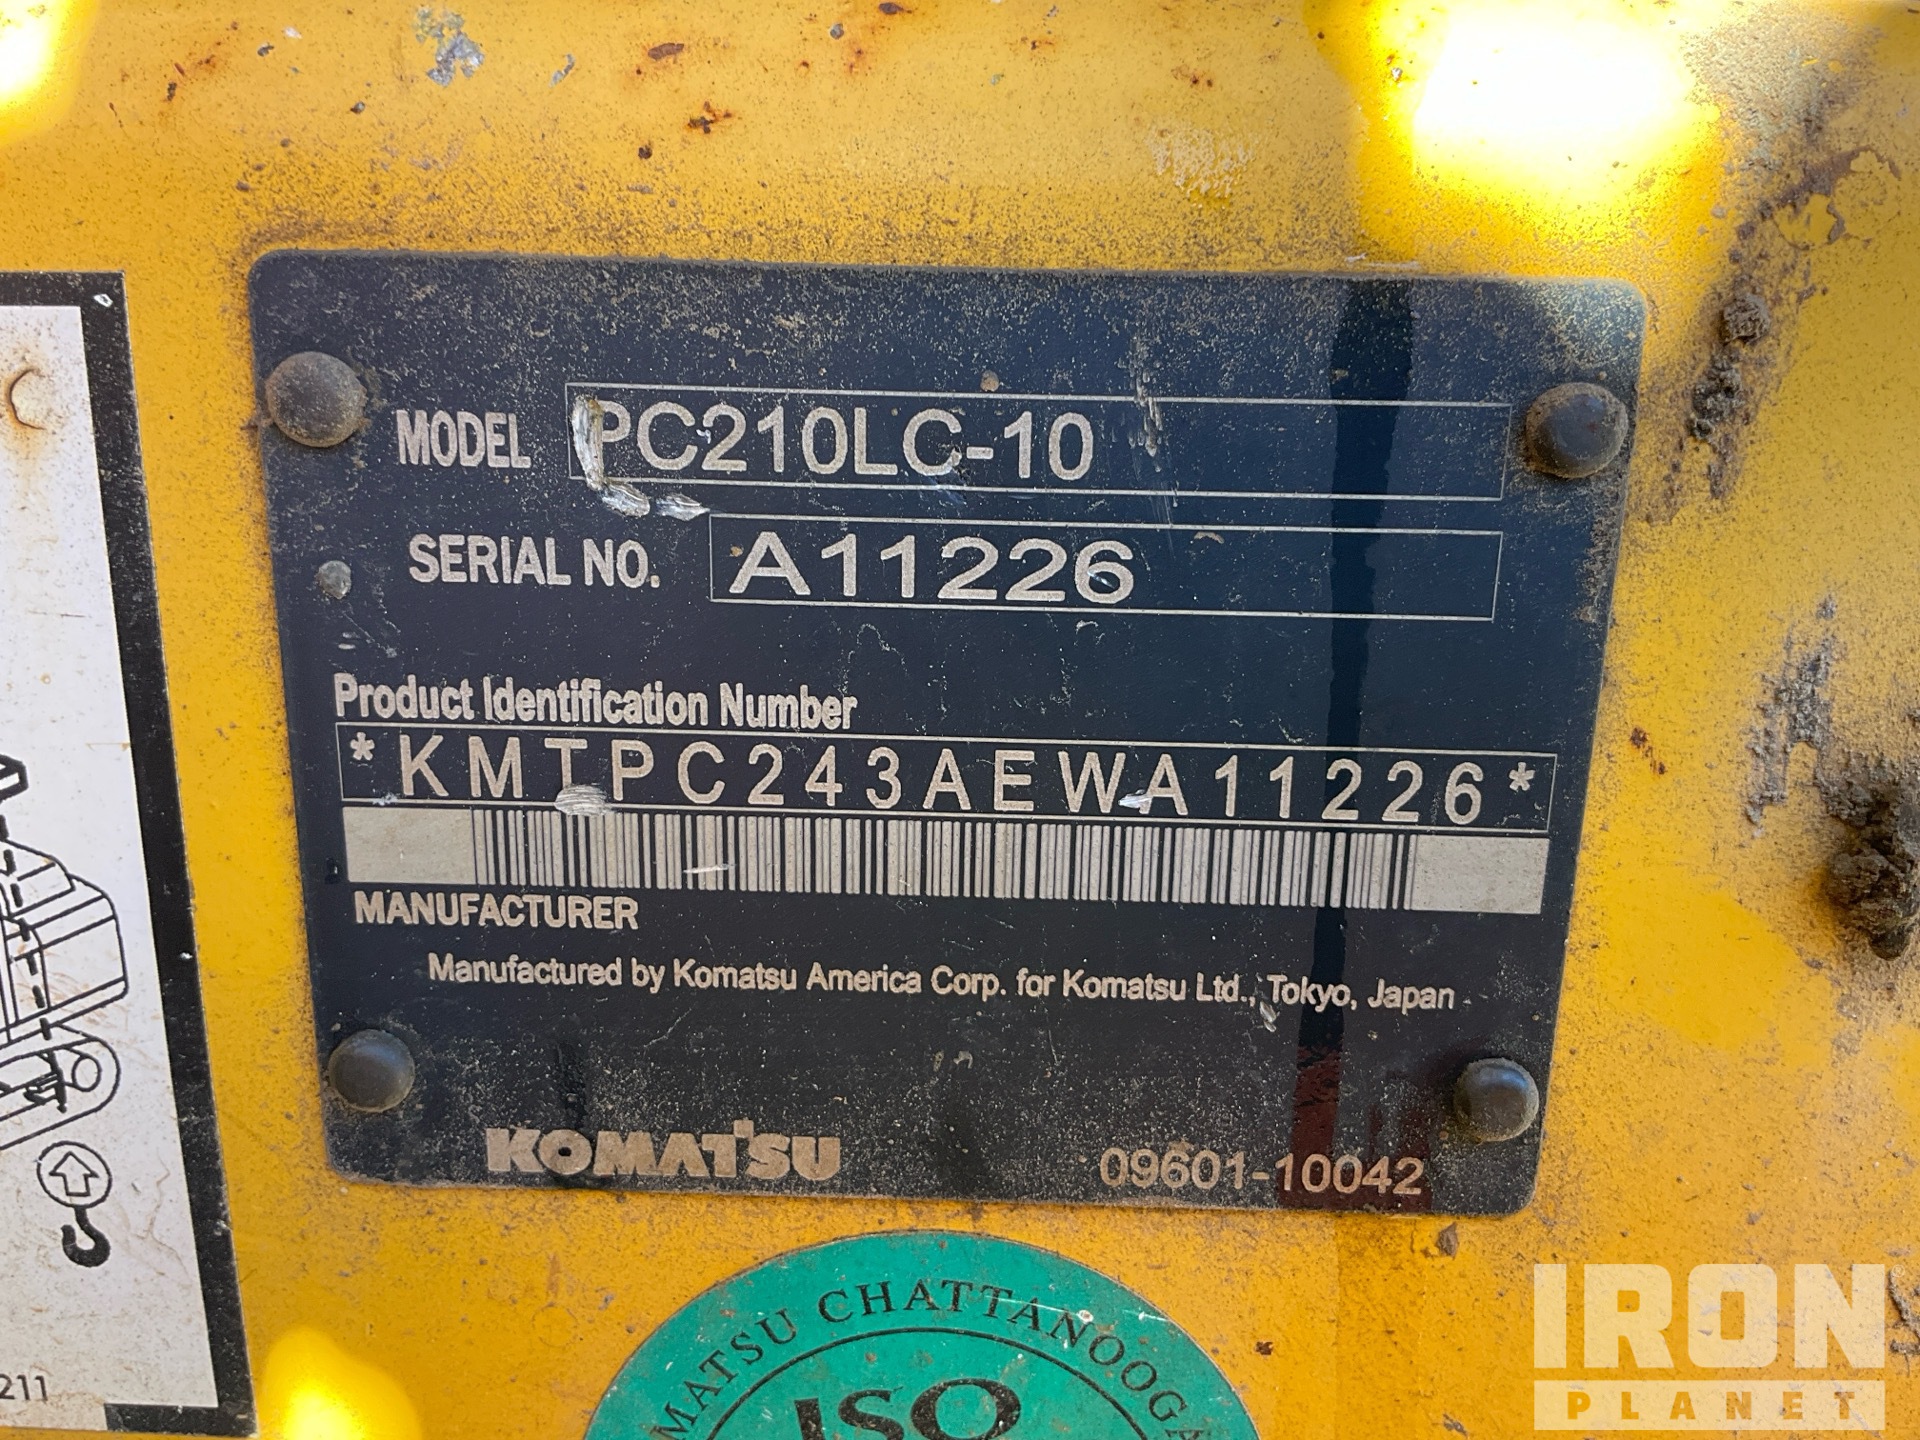 MODEL PC210LC-10
SERIAL NO. A11226
Product Identification Number
*KMTPC243AEWA11226*
MANUFACTURER
Manufactured by Komatsu America Corp. for Komatsu Ltd., Tokyo, Japan
KOMATSU 09601-10042
MATSU CHATTANOOGA
ISO
211
IRON
PLANET